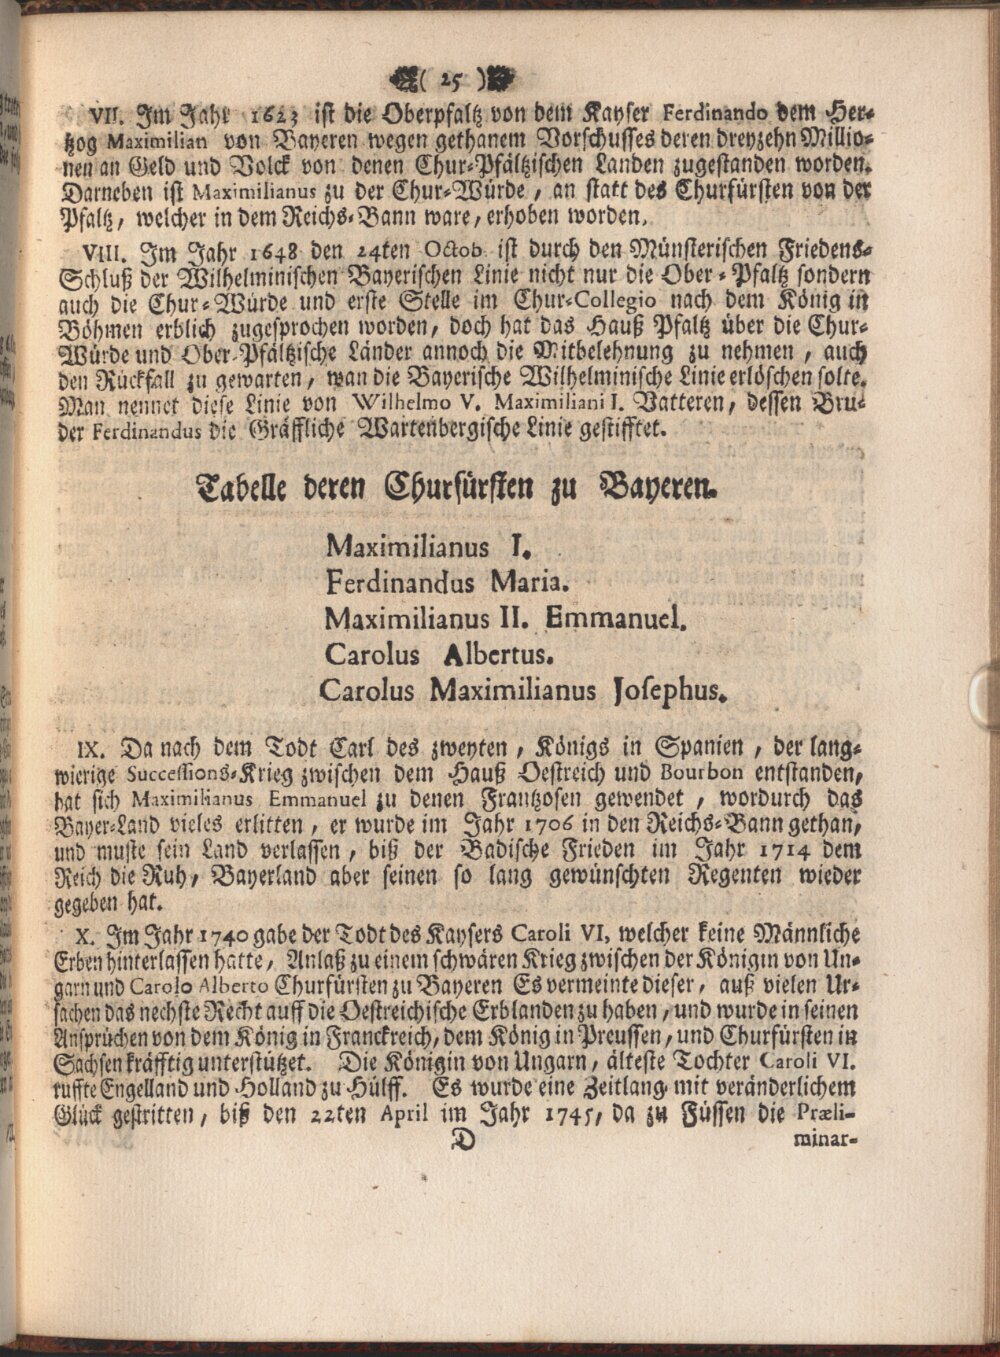 ( 25 )
VII. Im Jahr 1623 ist die Oberpfaltz von dem Kayser Ferdinando dem Her-
tzog Maximilian von Bayeren wegen gethanem Vorschusses deren dreyzehn Millio-
nen an Geld und Volck von denen Chur-Pfältzischen Landen zugestanden worden.
Darneben ist Maximilianus zu der Chur-Würde, an statt des Churfürsten von der
Pfaltz, welcher in dem Reichs-Bann ware, erhoben worden.
VIII. Im Jahr 1648 den 24ten Octob. ist durch den Münsterischen Friedens-
Schluß der Wilhelminischen Bayerischen Linie nicht nur die Ober-Pfaltz sondern
auch die Chur-Würde und erste Stelle im Chur-Collegio nach dem König in
Böhmen erblich zugesprochen worden, doch hat das Hauß Pfaltz über die Chur-
Würde und Ober-Pfältzische Länder annoch die Mitbelehnung zu nehmen, auch
den Rückfall zu gewarten, wan die Bayerische Wilhelminische Linie erlöschen solte.
Man nennet diese Linie von Wilhelmo V. Maximiliani I. Vatteren, dessen Bru-
der Ferdinandus die Gräffliche Wartenbergische Linie gestifftet.
Tabelle deren Churfürsten zu Bayeren.
Maximilianus I.
Ferdinandus Maria.
Maximilianus II. Emmanuel.
Carolus Albertus.
Carolus Maximilianus Josephus.
IX. Da nach dem Todt Carl des zweyten, Königs in Spanien, der lang-
wierige Successions-Krieg zwischen dem Hauß Oestreich und Bourbon entstanden,
hat sich Maximilianus Emmanuel zu denen Frantzosen gewendet, wordurch das
Bayer-Land vieles erlitten, er wurde im Jahr 1706 in den Reichs-Bann gethan,
und muste sein Land verlassen, biß der Badische Frieden im Jahr 1714 dem
Reich die Ruh, Bayerland aber seinen so lang gewünschten Regenten wieder
gegeben hat.
X. Im Jahr 1740 gabe der Todt des Kaysers Caroli VI, welcher keine Männliche
Erben hinterlassen hatte, Anlaß zu einem schwären Krieg zwischen der Königin von Un-
garn und Carolo Alberto Churfürsten zu Bayeren Es vermeinte dieser, auß vielen Ur-
sachen das nechste Recht auff die Oestreichische Erblanden zu haben, und wurde in seinen
Ansprüchen von dem König in Franckreich, dem König in Preussen, und Churfürsten in
Sachsen kräfftig unterstützet. Die Königin von Ungarn, älteste Tochter Caroli VI.
ruffte Engelland und Holland zu Hülff. Es wurde eine Zeitlang mit veränderlichem
Glück gestritten, biß den 22ten April im Jahr 1745, da zu Füssen die Præli-
D minar-